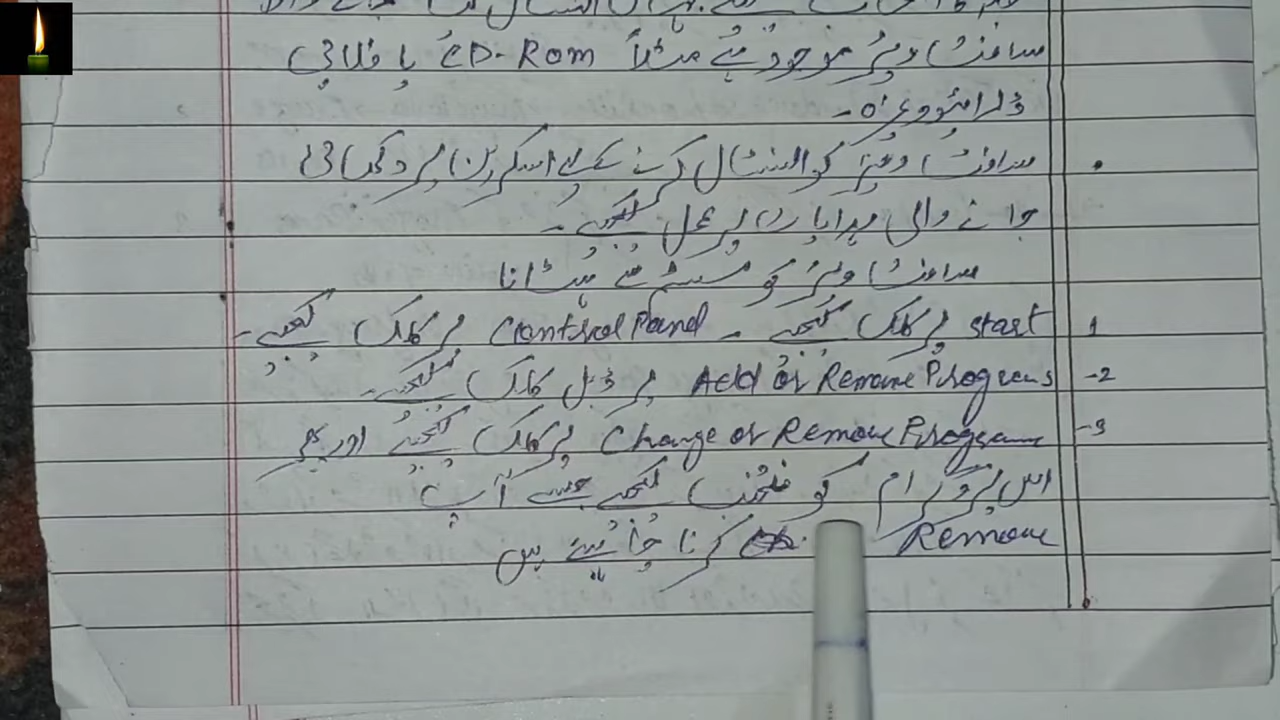 سافٹ ویئر موجود ہے مثلاً CD-Rom یا فلاپی
ڈرائیو وغیرہ -
. سافٹ ویئر کو انسٹال کرنے کے لیے اسکرین پر دکھائی
جانے والی ہدایات پر عمل کیجیے -
سافٹ ویئر کو سسٹم سے ہٹانا
1 start پر کلک کیجیے - Control Panel پر کلک کیجیے -
2- Add or Remove Programs پر ڈبل کلک کیجیے -
3- Change or Remove Program پر کلک کیجیے اور پھر
اس پروگرام کو منتخب کیجیے جسے آپ
Remove کرنا چاہتے ہیں